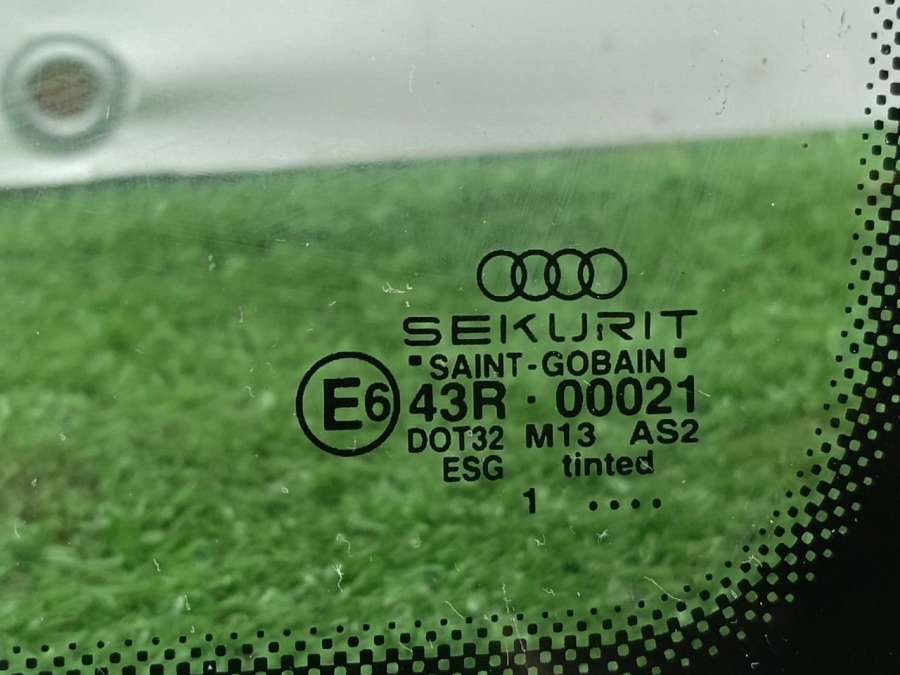 SEKURIT
"SAINT-GOBAIN"
E6 43R · 00021
DOT32 M13 AS2
ESG tinted
1 ....